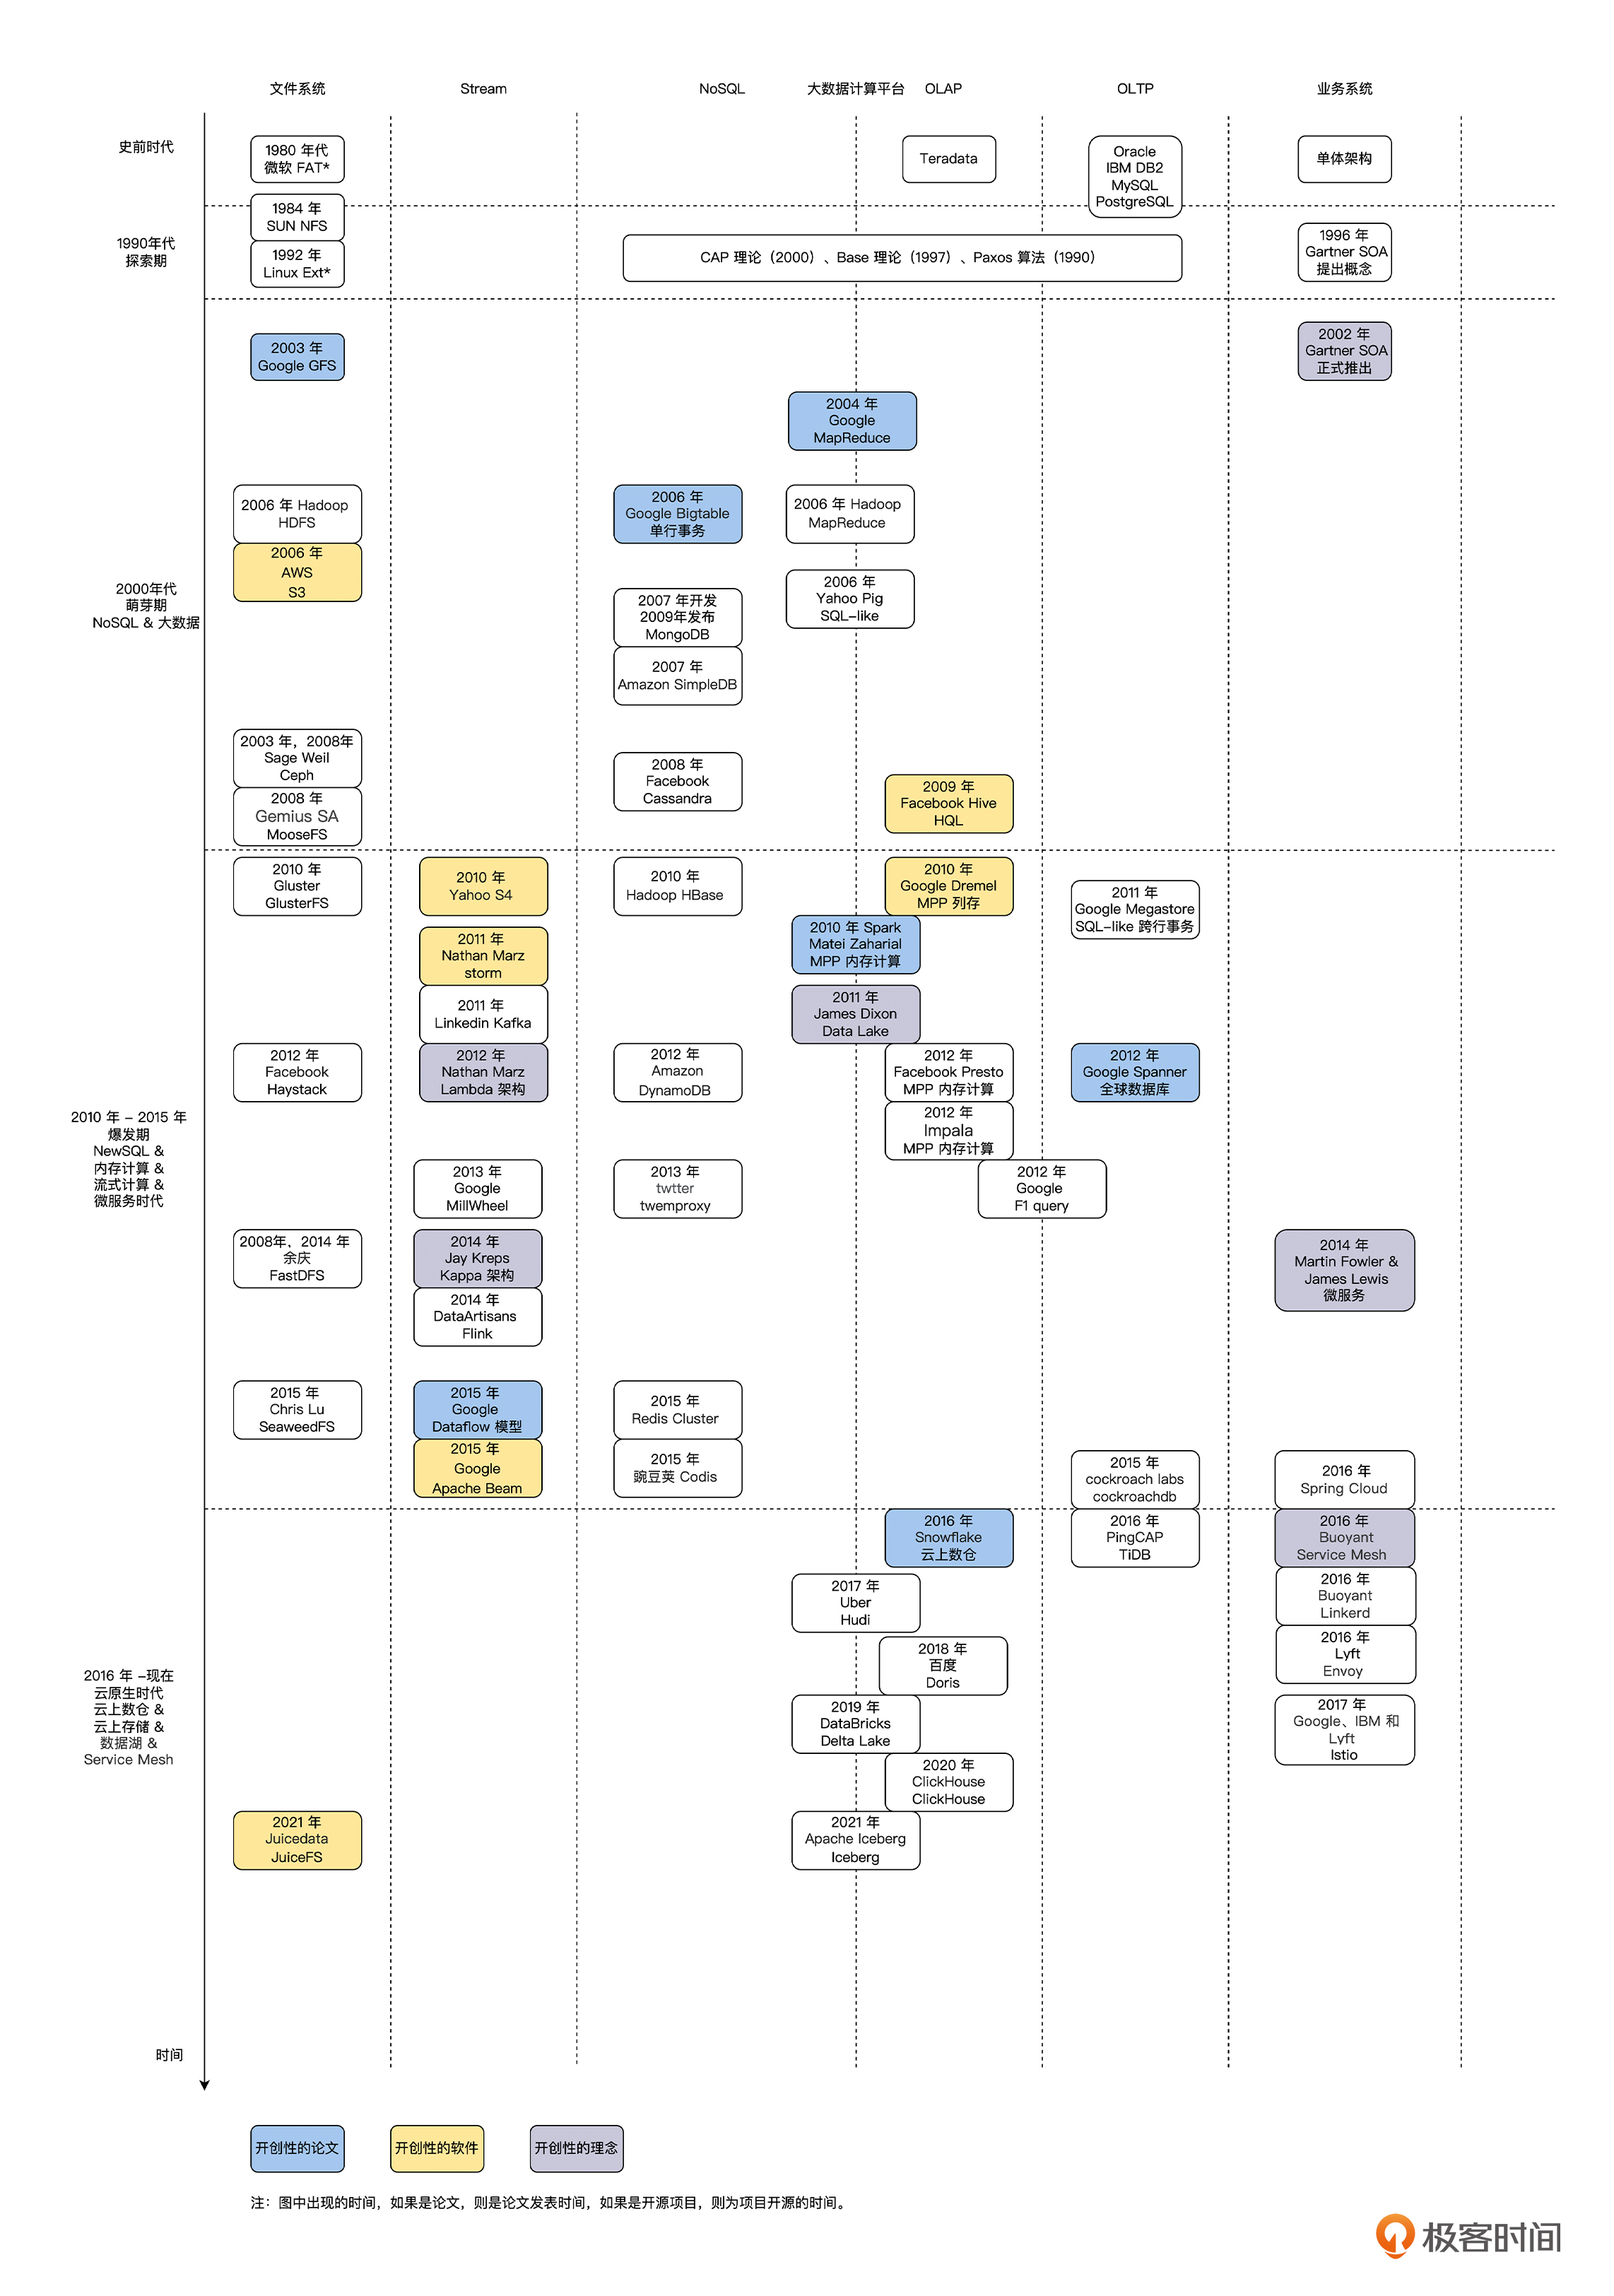 文件系统
Stream
NoSQL
大数据计算平台
OLAP
OLTP
业务系统
史前时代
1980 年代
微软 FAT*
Teradata
Oracle
IBM DB2
MySQL
PostgreSQL
单体架构
1984 年
SUN NFS
1990年代
探索期
1992 年
Linux Ext*
CAP 理论（2000）、Base 理论（1997）、Paxos 算法（1990）
1996 年
Gartner SOA
提出概念
2003 年
Google GFS
2002 年
Gartner SOA
正式推出
2004 年
Google
MapReduce
2006 年 Hadoop
HDFS
2006 年
Google Bigtable
单行事务
2006 年 Hadoop
MapReduce
2006 年
AWS
S3
2000年代
萌芽期
NoSQL & 大数据
2007 年开发
2009年发布
MongoDB
2006 年
Yahoo Pig
SQL-like
2007 年
Amazon SimpleDB
2003 年，2008年
Sage Weil
Ceph
2008 年
Facebook
Cassandra
2008 年
Gemius SA
MooseFS
2009 年
Facebook Hive
HQL
2010 年
Gluster
GlusterFS
2010 年
Yahoo S4
2010 年
Hadoop HBase
2010 年
Google Dremel
MPP 列存
2011 年
Google Megastore
SQL-like 跨行事务
2011 年
Nathan Marz
storm
2010 年 Spark
Matei Zaharial
MPP 内存计算
2011 年
Linkedin Kafka
2011 年
James Dixon
Data Lake
2012 年
Facebook
Haystack
2012 年
Nathan Marz
Lambda 架构
2012 年
Amazon
DynamoDB
2012 年
Facebook Presto
MPP 内存计算
2012 年
Google Spanner
全球数据库
2010 年 - 2015 年
爆发期
NewSQL &
内存计算 &
流式计算 &
微服务时代
2012 年
Impala
MPP 内存计算
2013 年
Google
MillWheel
2013 年
twtter
twemproxy
2012 年
Google
F1 query
2008年，2014 年
余庆
FastDFS
2014 年
Jay Kreps
Kappa 架构
2014 年
Martin Fowler &
James Lewis
微服务
2014 年
DataArtisans
Flink
2015 年
Chris Lu
SeaweedFS
2015 年
Google
Dataflow 模型
2015 年
Redis Cluster
2015 年
Google
Apache Beam
2015 年
豌豆荚 Codis
2015 年
cockroach labs
cockroachdb
2016 年
Spring Cloud
2016 年
Snowflake
云上数仓
2016 年
PingCAP
TiDB
2016 年
Buoyant
Service Mesh
2017 年
Uber
Hudi
2016 年
Buoyant
Linkerd
2018 年
百度
Doris
2016 年
Lyft
Envoy
2016 年 -现在
云原生时代
云上数仓 &
云上存储 &
数据湖 &
Service Mesh
2019 年
DataBricks
Delta Lake
2017 年
Google、IBM 和
Lyft
Istio
2020 年
ClickHouse
ClickHouse
2021 年
Juicedata
JuiceFS
2021 年
Apache Iceberg
Iceberg
时间
开创性的论文
开创性的软件
开创性的理念
注：图中出现的时间，如果是论文，则是论文发表时间，如果是开源项目，则为项目开源的时间。
极客时间